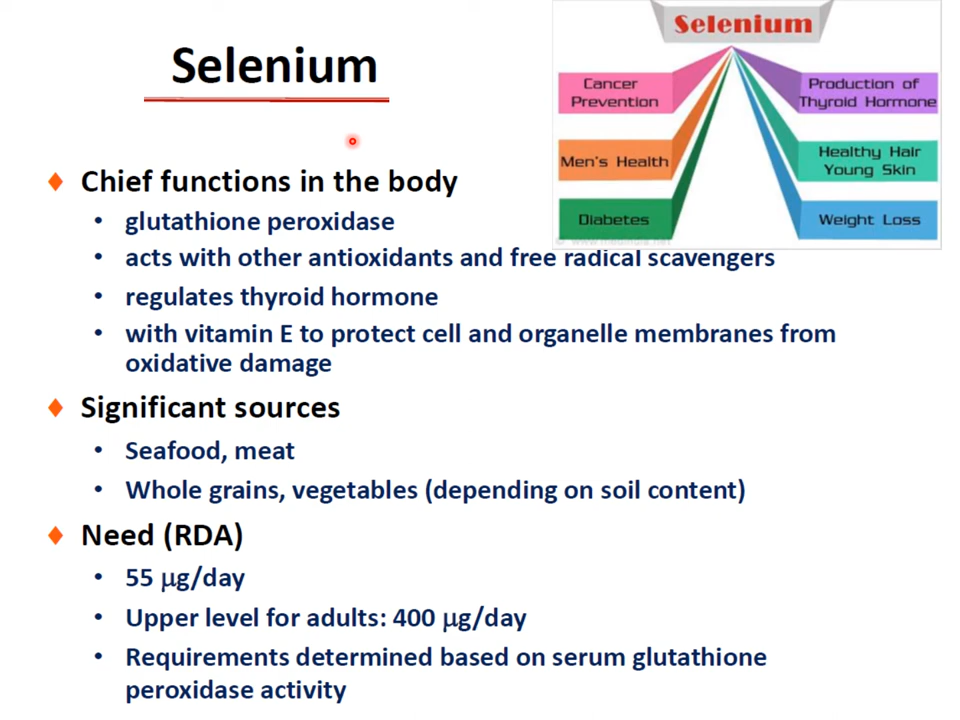 Selenium
Selenium
Cancer
Prevention
Production of
Thyroid Hormone
Men's Health
Healthy Hair
Young Skin
Diabetes
Weight Loss
Chief functions in the body
• glutathione peroxidase
• acts with other antioxidants and free radical scavengers
• regulates thyroid hormone
• with vitamin E to protect cell and organelle membranes from
oxidative damage
Significant sources
• Seafood, meat
• Whole grains, vegetables (depending on soil content)
Need (RDA)
• 55 μg/day
• Upper level for adults: 400 μg/day
• Requirements determined based on serum glutathione
peroxidase activity